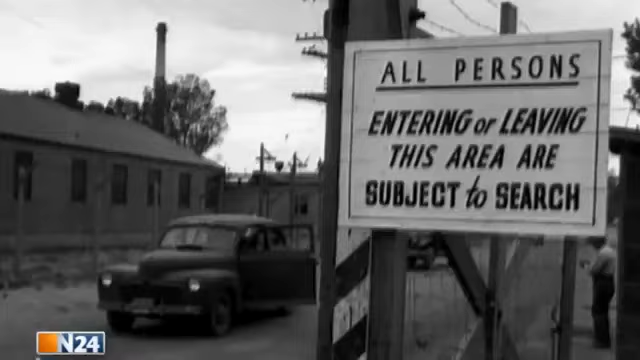 ALL PERSONS
ENTERING or LEAVING
THIS AREA ARE
SUBJECT to SEARCH
N24